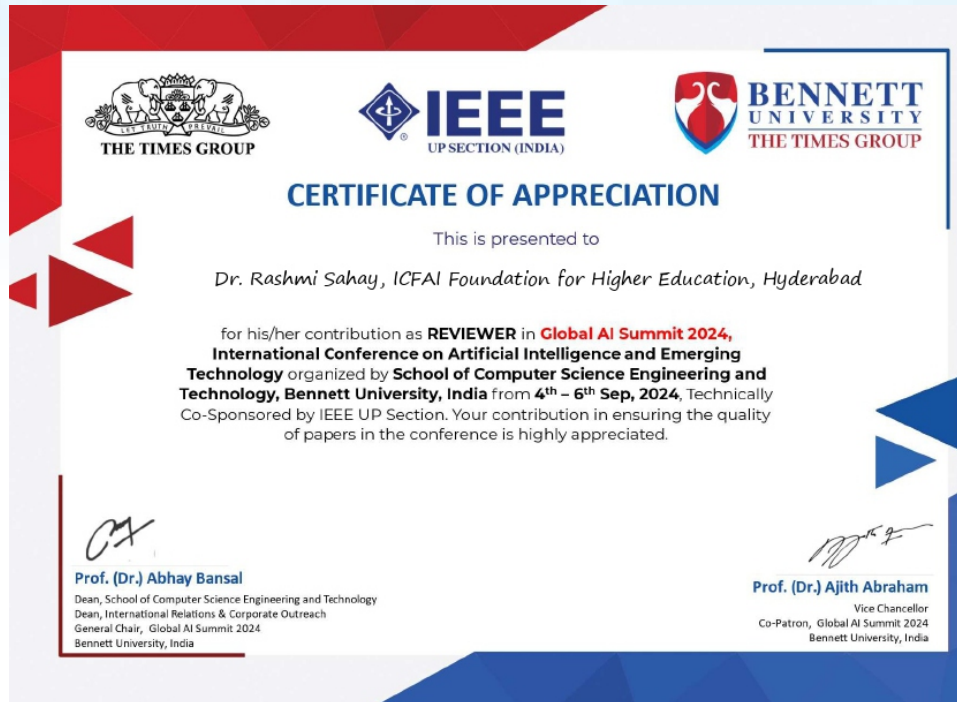 LET TRUTH PREVAIL
THE TIMES GROUP
IEEE
UP SECTION (INDIA)
BENNETT
UNIVERSITY
THE TIMES GROUP
CERTIFICATE OF APPRECIATION
This is presented to
Dr. Rashmi Sahay, ICFAI Foundation for Higher Education, Hyderabad
for his/her contribution as REVIEWER in Global AI Summit 2024,
International Conference on Artificial Intelligence and Emerging
Technology organized by School of Computer Science Engineering and
Technology, Bennett University, India from 4th – 6th Sep, 2024, Technically
Co-Sponsored by IEEE UP Section. Your contribution in ensuring the quality
of papers in the conference is highly appreciated.
Prof. (Dr.) Abhay Bansal
Dean, School of Computer Science Engineering and Technology
Dean, International Relations & Corporate Outreach
General Chair, Global AI Summit 2024
Bennett University, India
Prof. (Dr.) Ajith Abraham
Vice Chancellor
Co-Patron, Global AI Summit 2024
Bennett University, India